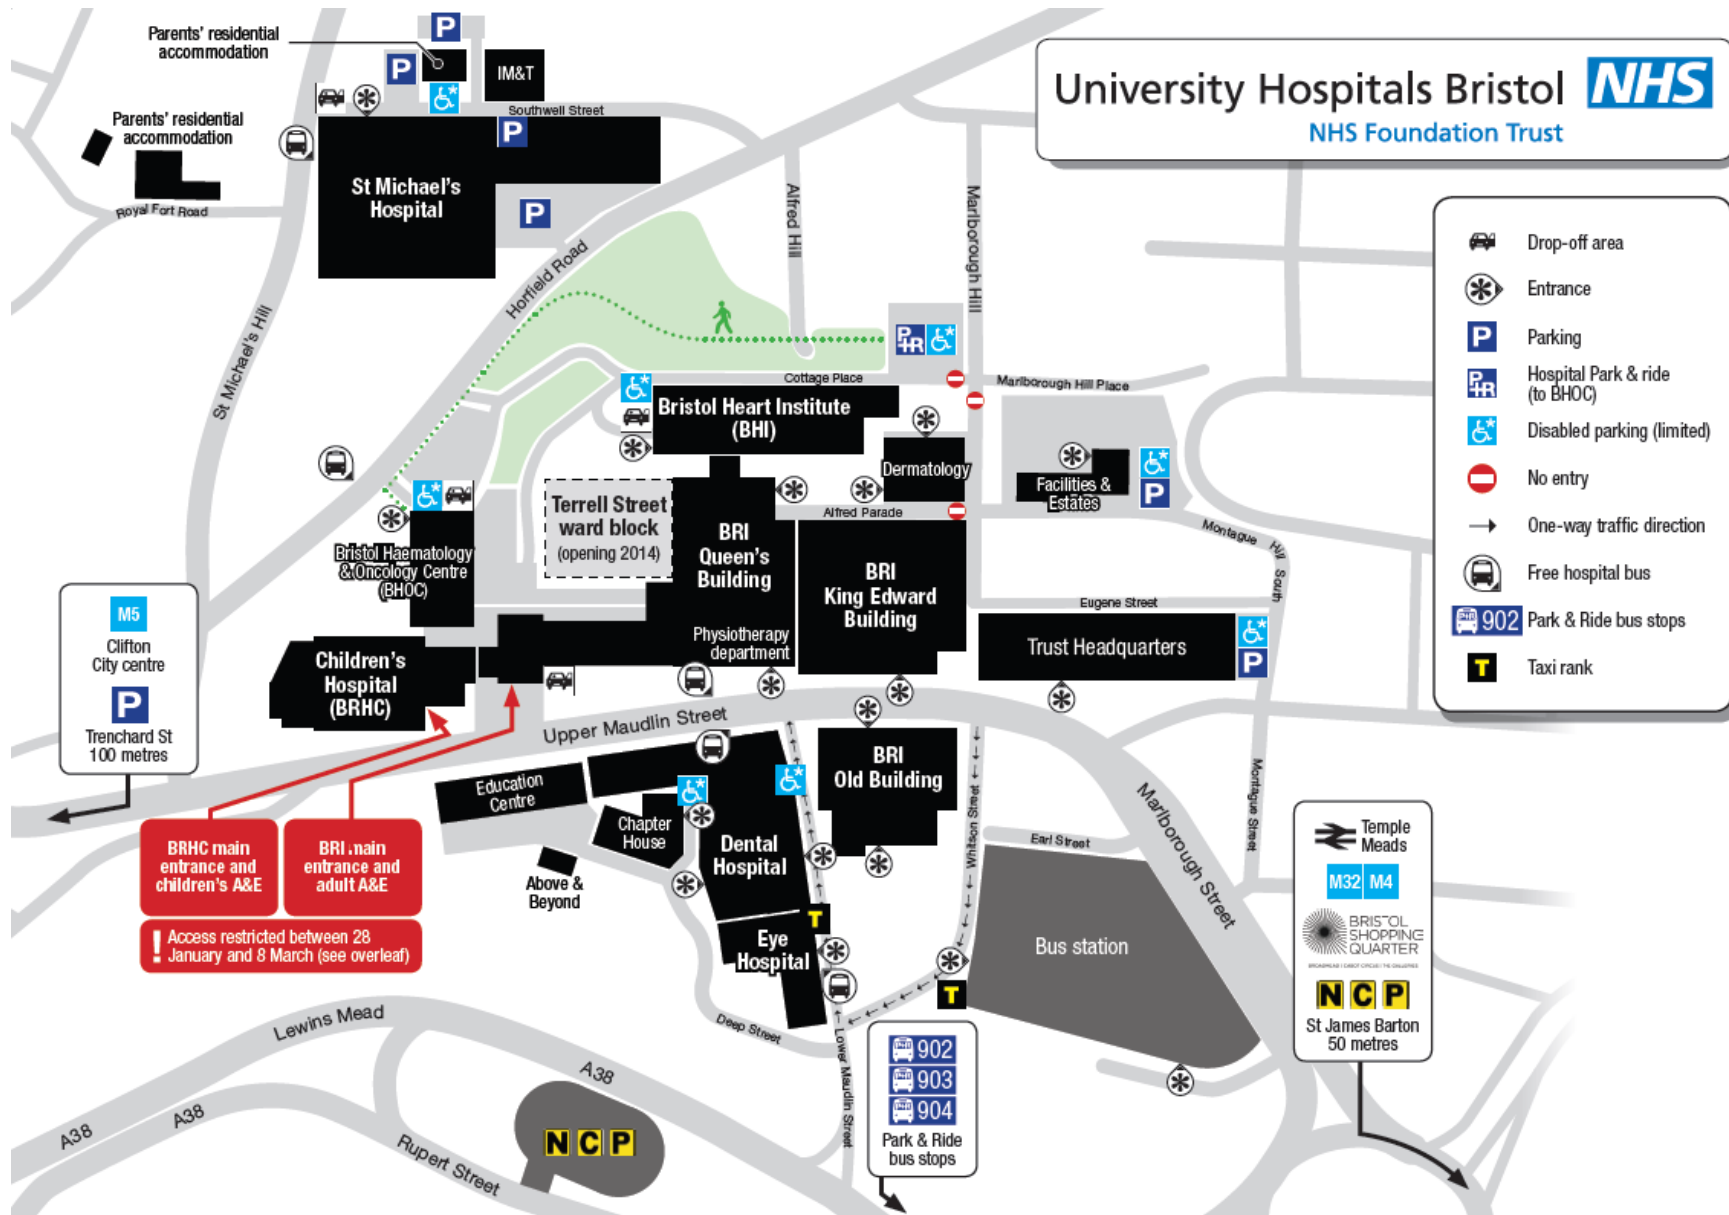 Parents' residential
accommodation
P
P
IM&T
Southwell Street
P
Parents' residential
accommodation
St Michael's
Hospital
P
Royal Fort Road
University Hospitals Bristol NHS
NHS Foundation Trust
Alfred Hill
Marlborough Hill
Horfield Road
St Michael's Hill
Drop-off area
Entrance
P Parking
P+R Hospital Park & ride
(to BHOC)
Disabled parking (limited)
No entry
One-way traffic direction
Free hospital bus
902 Park & Ride bus stops
T Taxi rank
P+R
Cottage Place
Marlborough Hill Place
Bristol Heart Institute
(BHI)
Dermatology
Facilities &
Estates
P
Terrell Street
ward block
(opening 2014)
Alfred Parade
Montague Hill South
BRI
Queen's
Building
Bristol Haematology
& Oncology Centre
(BHOC)
BRI
King Edward
Building
Eugene Street
Physiotherapy
department
Trust Headquarters
P
M5
Clifton
City centre
P
Trenchard St
100 metres
Children's
Hospital
(BRHC)
Upper Maudlin Street
BRI
Old Building
Education
Centre
Chapter
House
Dental
Hospital
Above &
Beyond
Whitson Street
Earl Street
Marlborough Street
Montague Street
BRHC main
entrance and
children's A&E
BRI main
entrance and
adult A&E
! Access restricted between 28
January and 8 March (see overleaf)
T
Eye
Hospital
T
Bus station
Temple
Meads
M32 M4
BRISTOL
SHOPPING
QUARTER
BROADMEAD | CABOT CIRCUS | THE GALLERIES
NCP
St James Barton
50 metres
Deep Street
Lower Maudlin Street
902
903
904
Park & Ride
bus stops
Lewins Mead
A38
A38
A38
Rupert Street
NCP